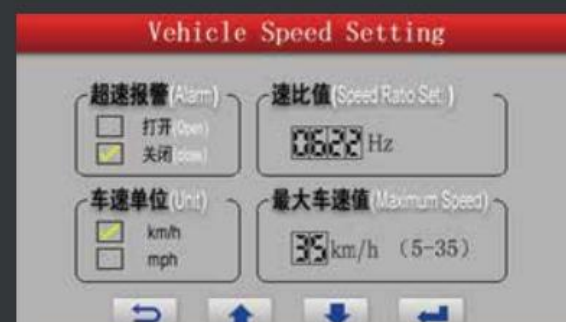 Vehicle Speed Setting
超速报警(Alarm)
打开(Open)
关闭(close)
速比值(Speed Ratio Set: )
0622 Hz
车速单位(Unit)
km/h
mph
最大车速值(Maximum Speed)
35 km/h （5-35）